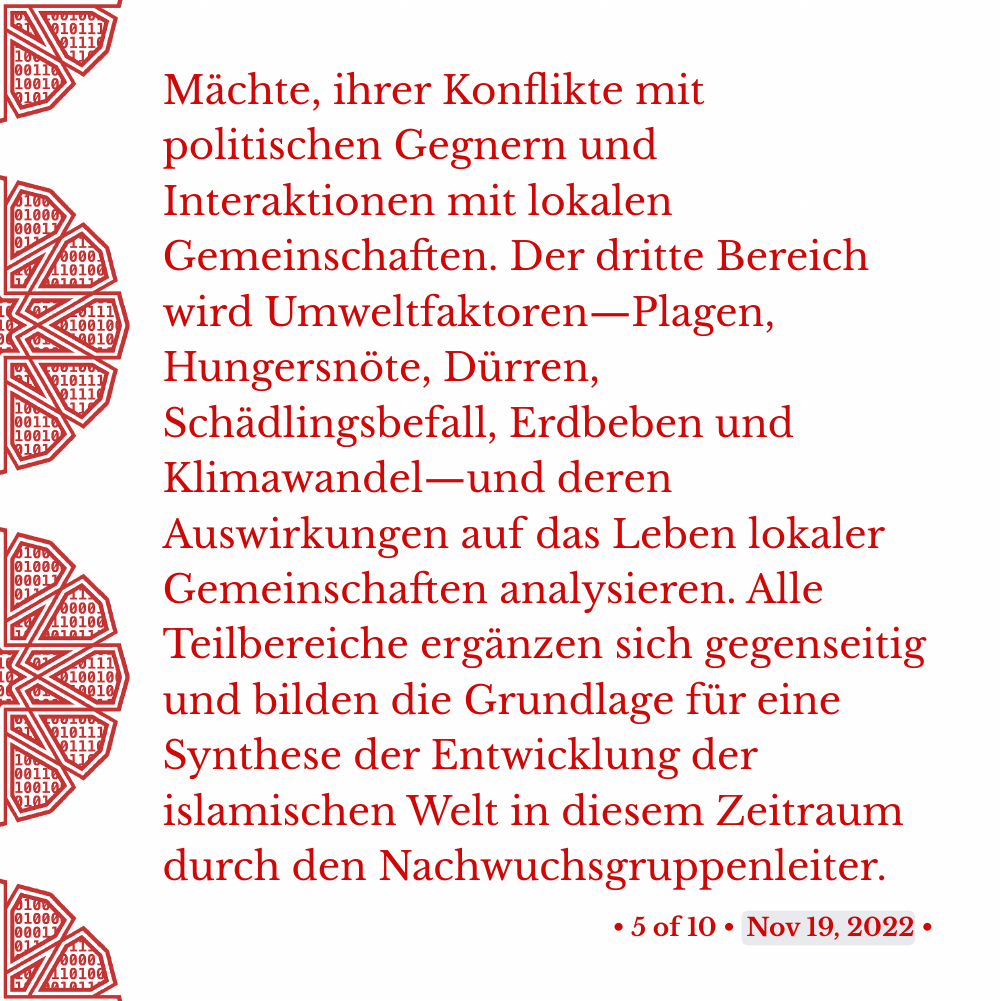 Mächte, ihrer Konflikte mit
politischen Gegnern und
Interaktionen mit lokalen
Gemeinschaften. Der dritte Bereich
wird Umweltfaktoren—Plagen,
Hungersnöte, Dürren,
Schädlingsbefall, Erdbeben und
Klimawandel—und deren
Auswirkungen auf das Leben lokaler
Gemeinschaften analysieren. Alle
Teilbereiche ergänzen sich gegenseitig
und bilden die Grundlage für eine
Synthese der Entwicklung der
islamischen Welt in diesem Zeitraum
durch den Nachwuchsgruppenleiter.
• 5 of 10 • Nov 19, 2022 •